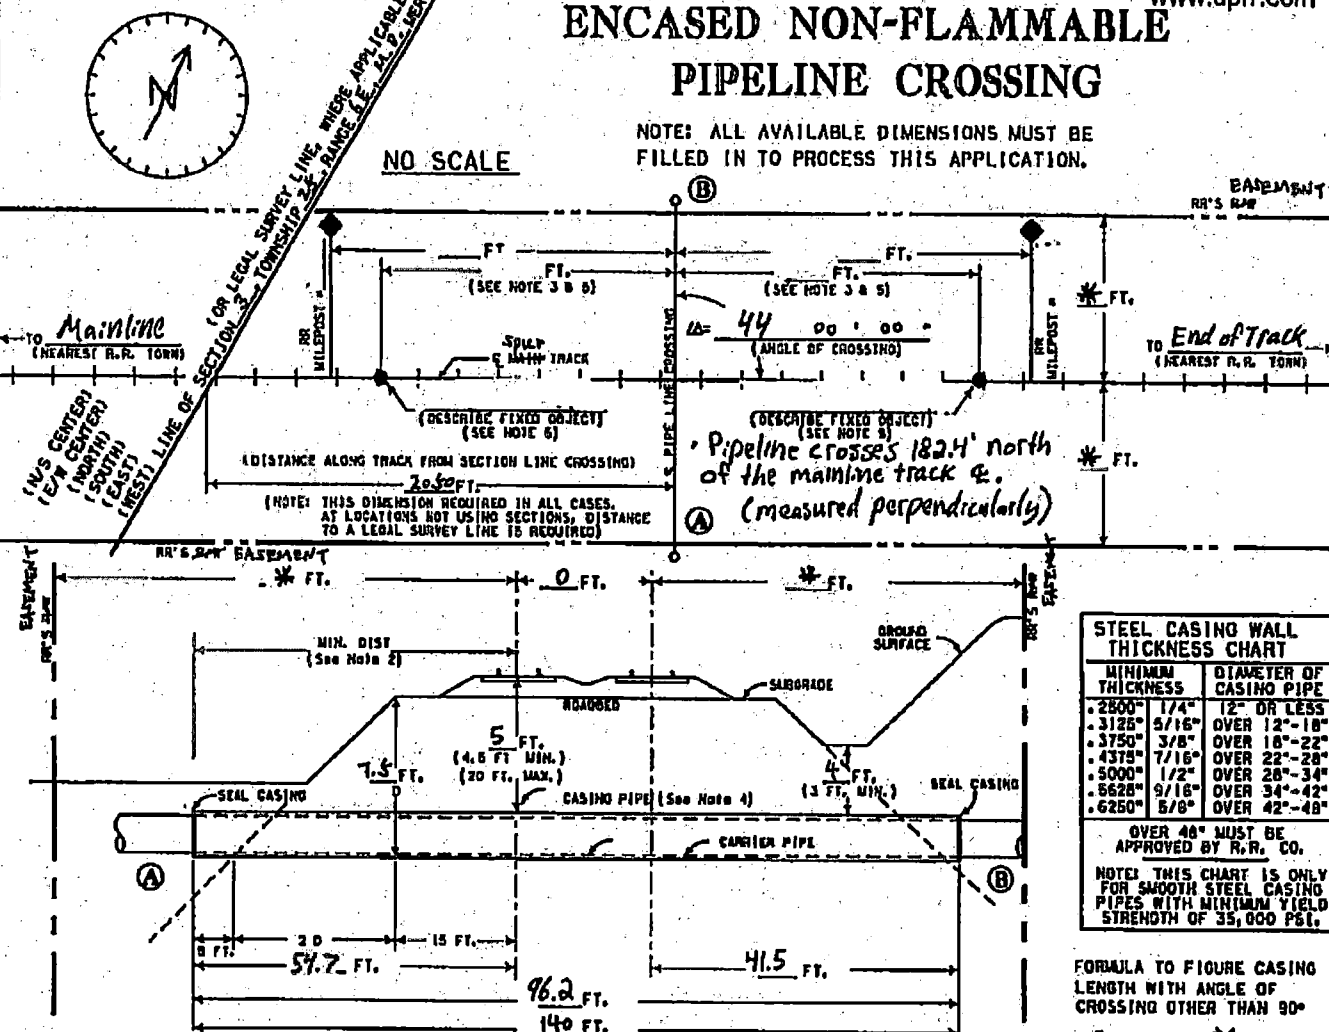 www.uprr.com
ENCASED NON-FLAMMABLE
PIPELINE CROSSING
NOTE: ALL AVAILABLE DIMENSIONS MUST BE
FILLED IN TO PROCESS THIS APPLICATION.
N
NO SCALE
(OR LEGAL SURVEY LINE, WHERE APPLICABLE
(WEST) LINE OF SECTION 3, TOWNSHIP 2S, RANGE 6E, M.P. MER
(N/S CENTER)
(E/W CENTER)
(NORTH)
(SOUTH)
(EAST)
B
EASEMENT
RR'S R/W
FT
FT.
FT.
(SEE NOTE 3 & 5)
FT.
(SEE NOTE 3 & 5)
RR
MILEPOST
RR
MILEPOST
* FT.
∠A= 44 ° 00 ' 00 "
(ANGLE OF CROSSING)
TO Mainline
(NEAREST R.R. TOWN)
SPUR
℄ MAIN TRACK
℄ PIPE LINE CROSSING
TO End of Track
(NEAREST R.R. TOWN)
(DESCRIBE FIXED OBJECT)
(SEE NOTE 6)
(DESCRIBE FIXED OBJECT)
(SEE NOTE
• Pipeline crosses 182.4' north
of the mainline track ℄.
(measured perpendicularly)
* FT.
(DISTANCE ALONG TRACK FROM SECTION LINE CROSSING)
2050 FT.
(NOTE: THIS DIMENSION REQUIRED IN ALL CASES.
AT LOCATIONS NOT USING SECTIONS, DISTANCE
TO A LEGAL SURVEY LINE IS REQUIRED)
A
RR'S R/W EASEMENT
EASEMENT
RR'S R/W
* FT.
0 FT.
* FT.
RR'S R/W
EASEMENT
MIN. DIST
(See Note 2)
GROUND
SURFACE
SUBGRADE
ROADBED
5 FT.
(4.5 FT MIN.)
(20 FT. MAX.)
7.5 FT.
D
4 FT.
(3 FT. MIN.)
SEAL CASING
CASING PIPE (See Note 4)
SEAL CASING
CARRIER PIPE
A
B
FT.
2 D
15 FT.
54.7 FT.
41.5 FT.
96.2 FT.
140 FT.
STEEL CASING WALL
THICKNESS CHART
MINIMUM THICKNESS DIAMETER OF CASING PIPE
.2500" 1/4" 12" OR LESS
.3125" 5/16" OVER 12"-18"
.3750" 3/8" OVER 18"-22"
.4375" 7/16" OVER 22"-28"
.5000" 1/2" OVER 28"-34"
.5625" 9/16" OVER 34"-42"
.6250" 5/8" OVER 42"-48"
OVER 48" MUST BE
APPROVED BY R.R. CO.
NOTE: THIS CHART IS ONLY
FOR SMOOTH STEEL CASING
PIPES WITH MINIMUM YIELD
STRENGTH OF 35,000 PSI.
FORMULA TO FIGURE CASING
LENGTH WITH ANGLE OF
CROSSING OTHER THAN 90°